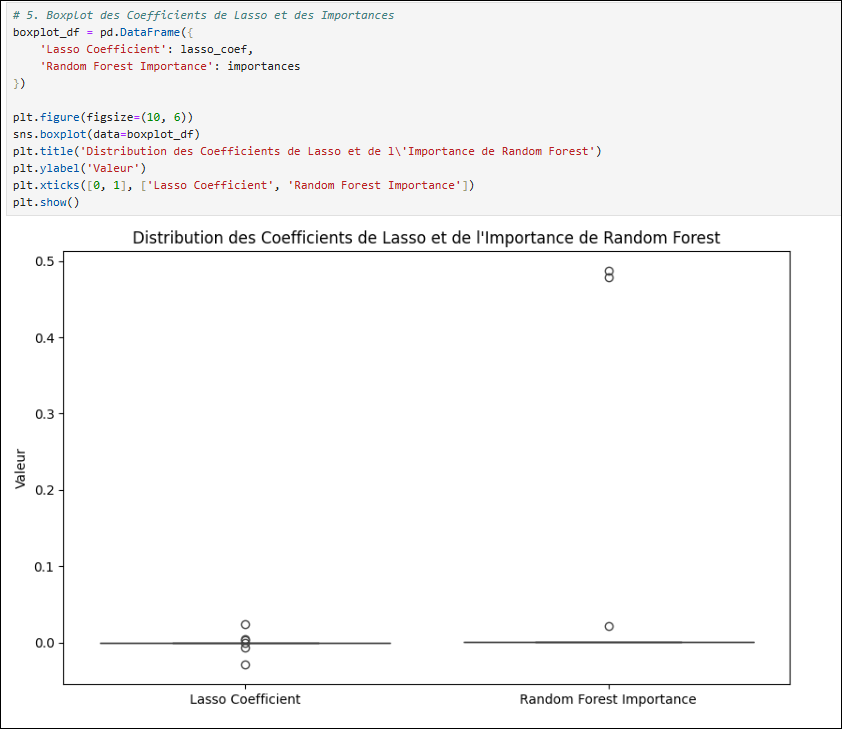 # 5. Boxplot des Coefficients de Lasso et des Importances
boxplot_df = pd.DataFrame({
    'Lasso Coefficient': lasso_coef,
    'Random Forest Importance': importances
})
plt.figure(figsize=(10, 6))
sns.boxplot(data=boxplot_df)
plt.title('Distribution des Coefficients de Lasso et de l\'Importance de Random Forest')
plt.ylabel('Valeur')
plt.xticks([0, 1], ['Lasso Coefficient', 'Random Forest Importance'])
plt.show()
Distribution des Coefficients de Lasso et de l'Importance de Random Forest
0.5
0.4
0.3
0.2
0.1
0.0
Valeur
Lasso Coefficient
Random Forest Importance